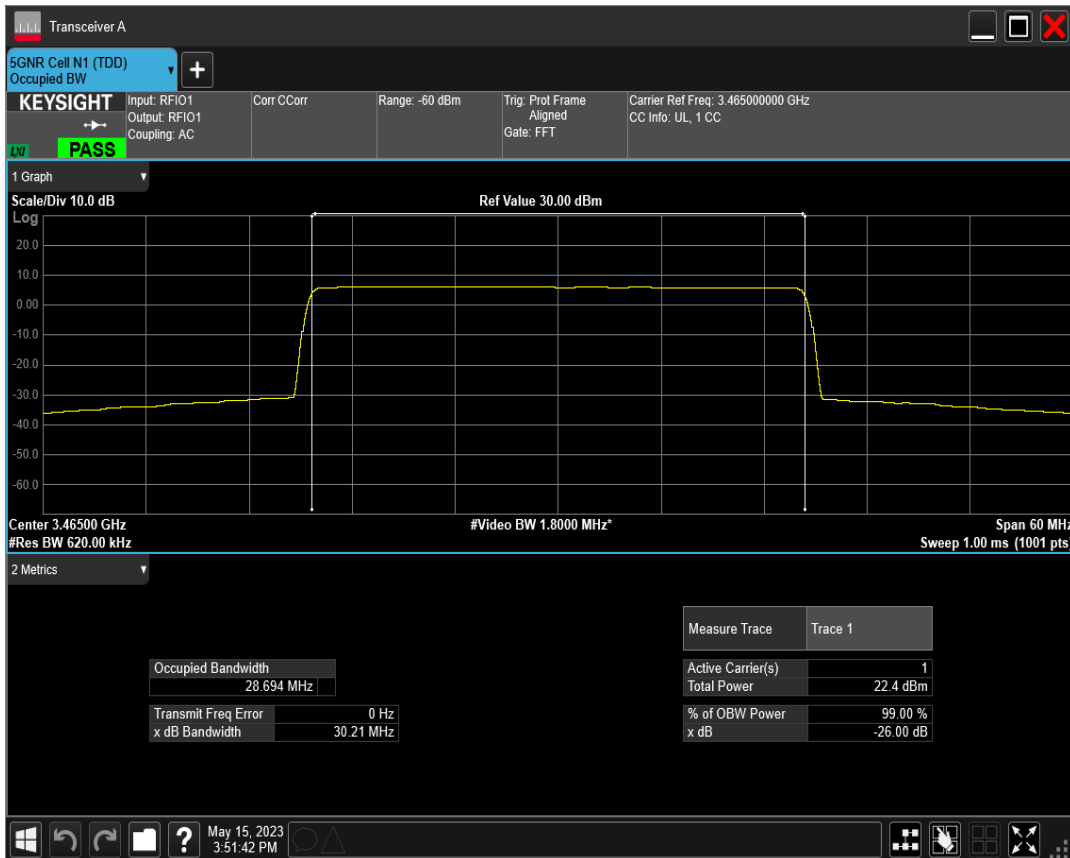 Transceiver A
5GNR Cell N1 (TDD)
Occupied BW
+
KEYSIGHT
LXI
PASS
Input: RFIO1
Output: RFIO1
Coupling: AC
Corr CCorr
Range: -60 dBm
Trig: Prot Frame
Aligned
Gate: FFT
Carrier Ref Freq: 3.465000000 GHz
CC Info: UL, 1 CC
1 Graph
Scale/Div 10.0 dB
Ref Value 30.00 dBm
Log
20.0
10.0
0.00
-10.0
-20.0
-30.0
-40.0
-50.0
-60.0
Center 3.46500 GHz
#Video BW 1.8000 MHz*
Span 60 MHz
#Res BW 620.00 kHz
Sweep 1.00 ms (1001 pts)
2 Metrics
Measure Trace Trace 1
Occupied Bandwidth
28.694 MHz
Active Carrier(s) 1
Total Power 22.4 dBm
Transmit Freq Error 0 Hz
x dB Bandwidth 30.21 MHz
% of OBW Power 99.00 %
x dB -26.00 dB
?
May 15, 2023
3:51:42 PM